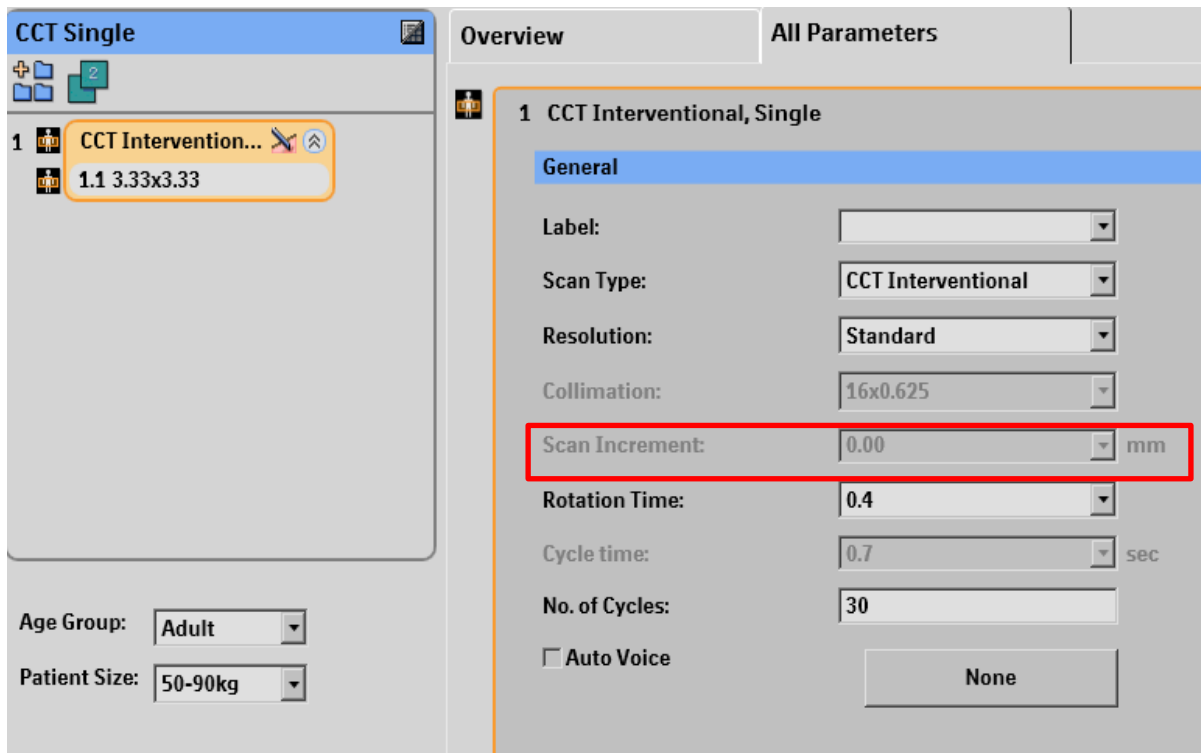 CCT Single
2
1 CCT Intervention...
1.1 3.33x3.33
Age Group: Adult
Patient Size: 50-90kg
Overview
All Parameters
1 CCT Interventional, Single
General
Label:
Scan Type: CCT Interventional
Resolution: Standard
Collimation: 16x0.625
Scan Increment: 0.00 mm
Rotation Time: 0.4
Cycle time: 0.7 sec
No. of Cycles: 30
Auto Voice None